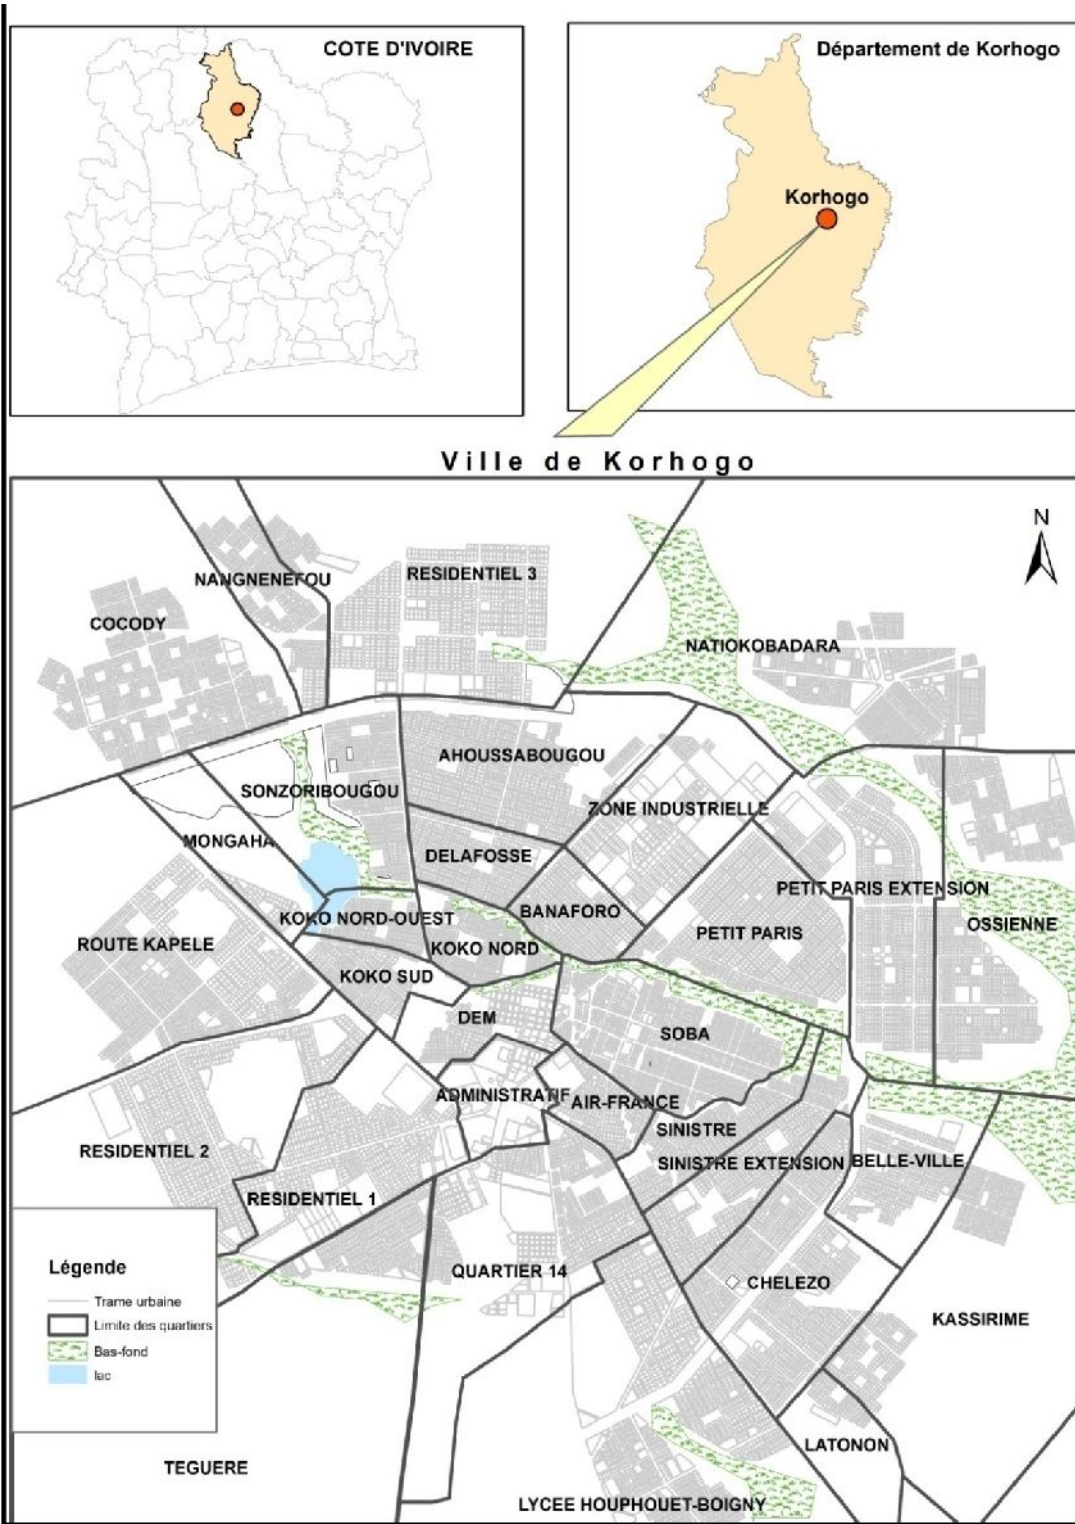 COTE D'IVOIRE
Département de Korhogo
Korhogo
Ville de Korhogo
N
NANGNENEFOU
RESIDENTIEL 3
COCODY
NATIOKOBADARA
AHOUSSABOUGOU
SONZORIBOUGOU
ZONE INDUSTRIELLE
MONGAHA
DELAFOSSE
PETIT PARIS EXTENSION
KOKO NORD-OUEST
BANAFORO
OSSIENNE
ROUTE KAPELE
KOKO NORD
PETIT PARIS
KOKO SUD
DEM
SOBA
ADMINISTRATIF
AIR-FRANCE
SINISTRE
RESIDENTIEL 2
SINISTRE EXTENSION
BELLE-VILLE
RESIDENTIEL 1
QUARTIER 14
CHELEZO
KASSIRIME
Légende
Trame urbaine
Limite des quartiers
Bas-fond
lac
LATONON
TEGUERE
LYCEE HOUPHOUET-BOIGNY